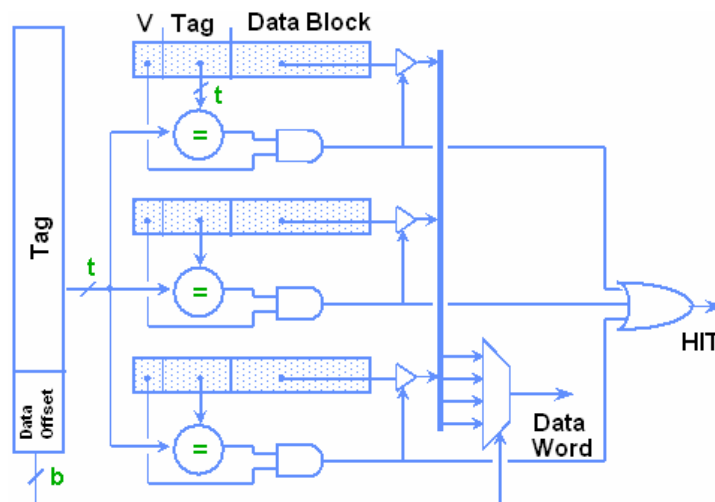 V Tag Data Block
t
=
Tag
t
=
HIT
Data
Offset
=
Data
Word
b